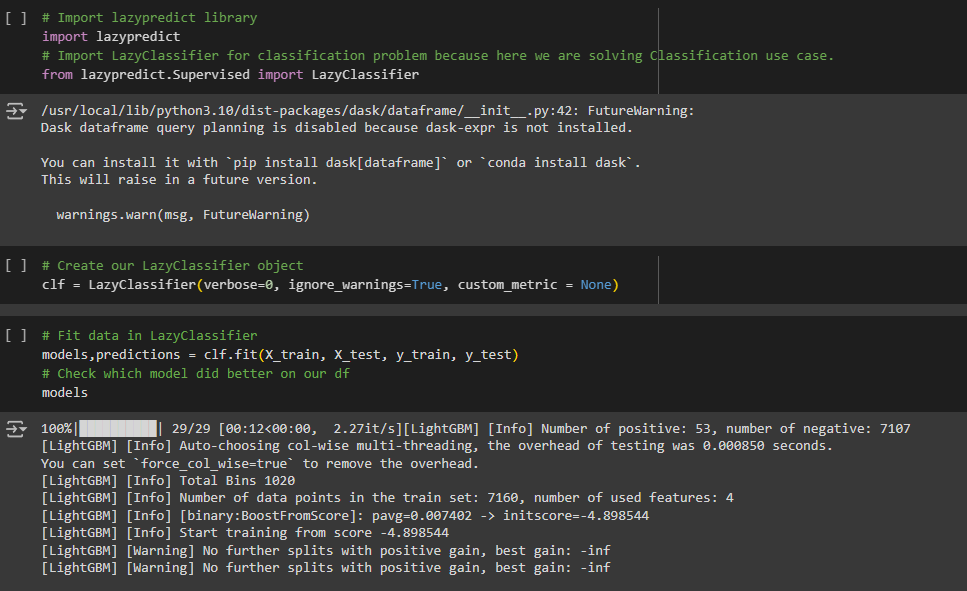 [ ] # Import lazypredict library
import lazypredict
# Import LazyClassifier for classification problem because here we are solving Classification use case.
from lazypredict.Supervised import LazyClassifier
/usr/local/lib/python3.10/dist-packages/dask/dataframe/__init__.py:42: FutureWarning:
Dask dataframe query planning is disabled because dask-expr is not installed.
You can install it with `pip install dask[dataframe]` or `conda install dask`.
This will raise in a future version.
warnings.warn(msg, FutureWarning)
[ ] # Create our LazyClassifier object
clf = LazyClassifier(verbose=0, ignore_warnings=True, custom_metric = None)
[ ] # Fit data in LazyClassifier
models,predictions = clf.fit(X_train, X_test, y_train, y_test)
# Check which model did better on our df
models
100%|██████████| 29/29 [00:12<00:00,  2.27it/s][LightGBM] [Info] Number of positive: 53, number of negative: 7107
[LightGBM] [Info] Auto-choosing col-wise multi-threading, the overhead of testing was 0.000850 seconds.
You can set `force_col_wise=true` to remove the overhead.
[LightGBM] [Info] Total Bins 1020
[LightGBM] [Info] Number of data points in the train set: 7160, number of used features: 4
[LightGBM] [Info] [binary:BoostFromScore]: pavg=0.007402 -> initscore=-4.898544
[LightGBM] [Info] Start training from score -4.898544
[LightGBM] [Warning] No further splits with positive gain, best gain: -inf
[LightGBM] [Warning] No further splits with positive gain, best gain: -inf